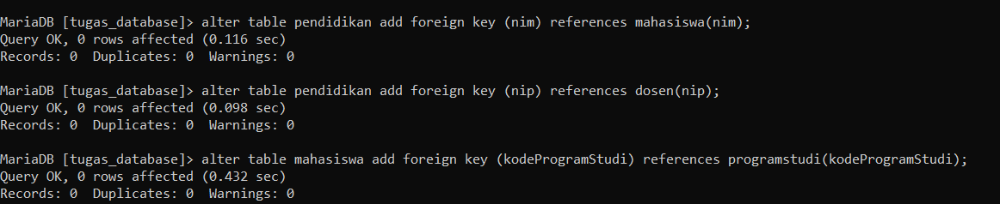 MariaDB [tugas_database]> alter table pendidikan add foreign key (nim) references mahasiswa(nim);
Query OK, 0 rows affected (0.116 sec)
Records: 0  Duplicates: 0  Warnings: 0
MariaDB [tugas_database]> alter table pendidikan add foreign key (nip) references dosen(nip);
Query OK, 0 rows affected (0.098 sec)
Records: 0  Duplicates: 0  Warnings: 0
MariaDB [tugas_database]> alter table mahasiswa add foreign key (kodeProgramStudi) references programstudi(kodeProgramStudi);
Query OK, 0 rows affected (0.432 sec)
Records: 0  Duplicates: 0  Warnings: 0